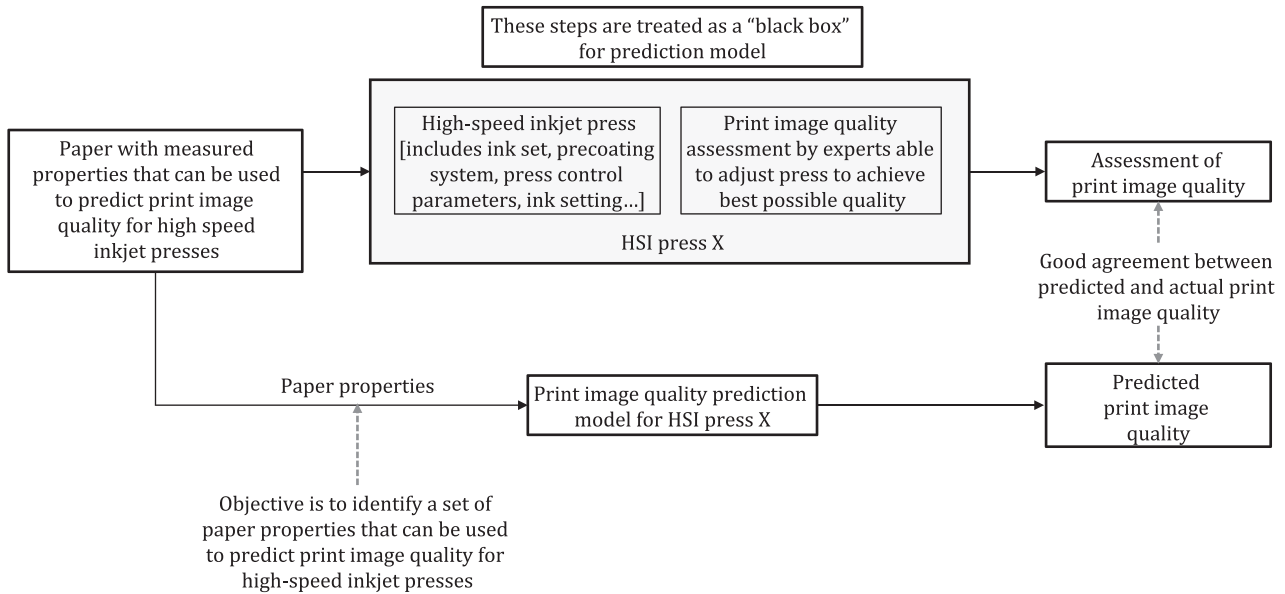 These steps are treated as a “black box”
for prediction model
Paper with measured
properties that can be used
to predict print image
quality for high speed
inkjet presses
High-speed inkjet press
[includes ink set, precoating
system, press control
parameters, ink setting…]
Print image quality
assessment by experts able
to adjust press to achieve
best possible quality
HSI press X
Assessment of
print image quality
Good agreement between
predicted and actual print
image quality
Paper properties
Print image quality prediction
model for HSI press X
Predicted
print image
quality
Objective is to identify a set of
paper properties that can be used
to predict print image quality for
high-speed inkjet presses